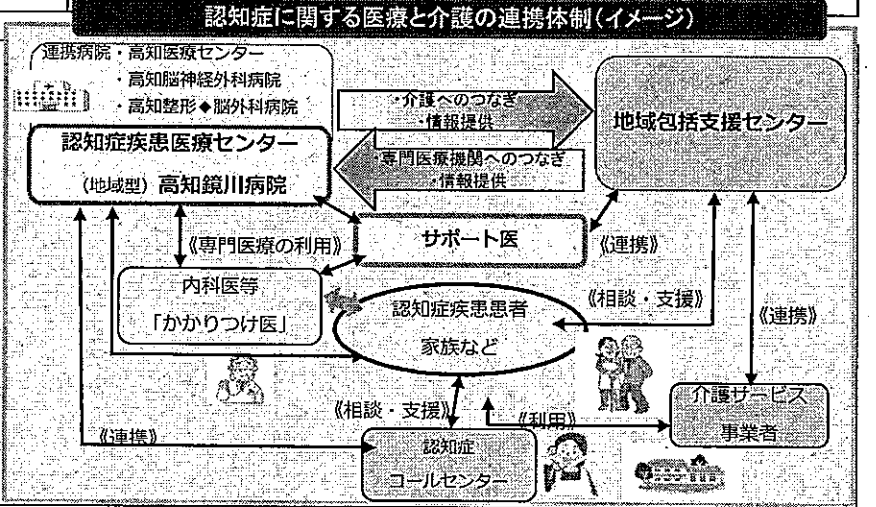 認知症に関する医療と介護の連携体制(イメージ)
連携病院・高知医療センター
・高知脳神経外科病院
・高知整形◆脳外科病院
認知症疾患医療センター
(地域型) 高知鏡川病院
・介護へのつなぎ
・情報提供
・専門医療機関へのつなぎ
・情報提供
地域包括支援センター
サポート医
《専門医療の利用》
《連携》
内科医等
「かかりつけ医」
認知症疾患患者
家族など
《相談・支援》
《連携》
《相談・支援》
《利用》
介護サービス
事業者
《連携》
認知症
コールセンター